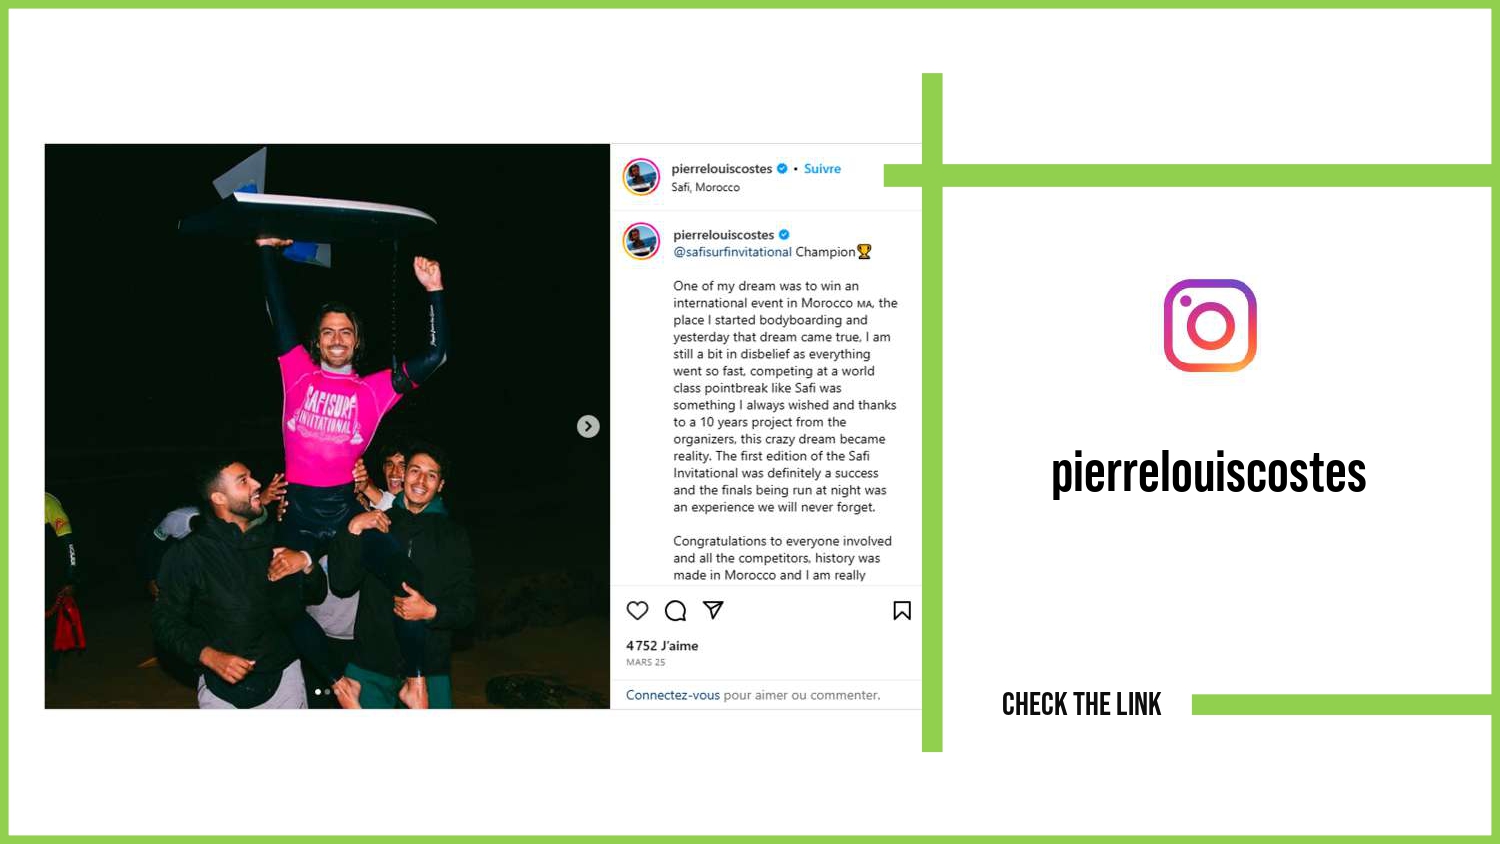 SAFISURF
INVITATIONAL
pierrelouiscostes • Suivre
Safi, Morocco
pierrelouiscostes
@safisurfinvitational Champion🏆
One of my dream was to win an
international event in Morocco MA, the
place I started bodyboarding and
yesterday that dream came true, I am
still a bit in disbelief as everything
went so fast, competing at a world
class pointbreak like Safi was
something I always wished and thanks
to a 10 years project from the
organizers, this crazy dream became
reality. The first edition of the Safi
Invitational was definitely a success
and the finals being run at night was
an experience we will never forget.
Congratulations to everyone involved
and all the competitors, history was
made in Morocco and I am really
4 752 J’aime
MARS 25
Connectez-vous pour aimer ou commenter.
pierrelouiscostes
CHECK THE LINK